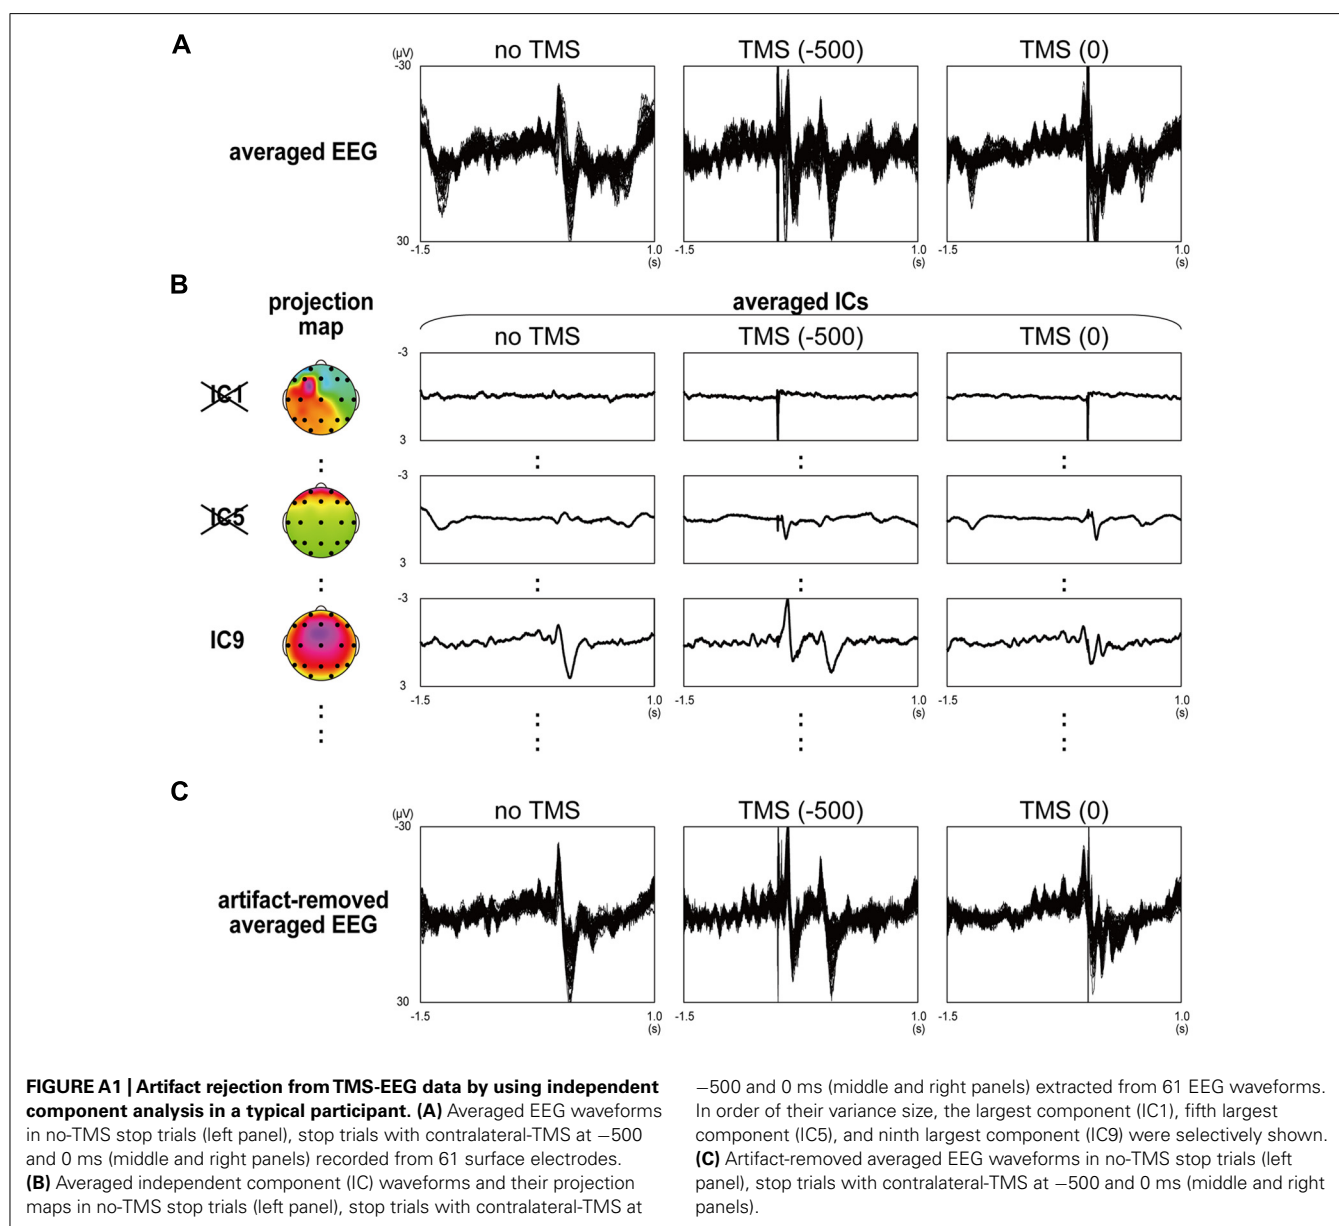 A
no TMS TMS (-500) TMS (0)
(µV)
-30
averaged EEG
30
-1.5 1.0 -1.5 1.0 -1.5 1.0
(s) (s) (s)
B
projection
map
averaged ICs
no TMS TMS (-500) TMS (0)
-3
IC1
3
-3
IC5
3
-3
IC9
3
-1.5 1.0 -1.5 1.0 -1.5 1.0
(s) (s) (s)
C
no TMS TMS (-500) TMS (0)
(µV)
-30
artifact-removed
averaged EEG
30
-1.5 1.0 -1.5 1.0 -1.5 1.0
(s) (s) (s)
FIGURE A1 | Artifact rejection from TMS-EEG data by using independent
component analysis in a typical participant. (A) Averaged EEG waveforms
in no-TMS stop trials (left panel), stop trials with contralateral-TMS at −500
and 0 ms (middle and right panels) recorded from 61 surface electrodes.
(B) Averaged independent component (IC) waveforms and their projection
maps in no-TMS stop trials (left panel), stop trials with contralateral-TMS at
−500 and 0 ms (middle and right panels) extracted from 61 EEG waveforms.
In order of their variance size, the largest component (IC1), fifth largest
component (IC5), and ninth largest component (IC9) were selectively shown.
(C) Artifact-removed averaged EEG waveforms in no-TMS stop trials (left
panel), stop trials with contralateral-TMS at −500 and 0 ms (middle and right
panels).